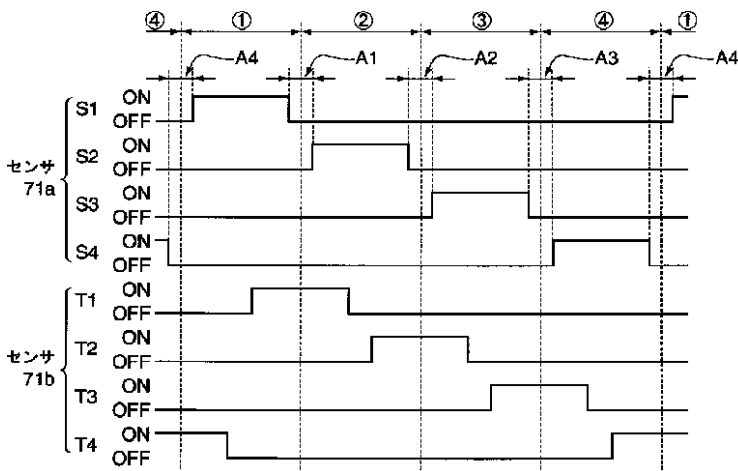 ④ ① ② ③ ④ ①
A4 A1 A2 A3 A4
センサ
71a
S1 ON
OFF
S2 ON
OFF
S3 ON
OFF
S4 ON
OFF
センサ
71b
T1 ON
OFF
T2 ON
OFF
T3 ON
OFF
T4 ON
OFF